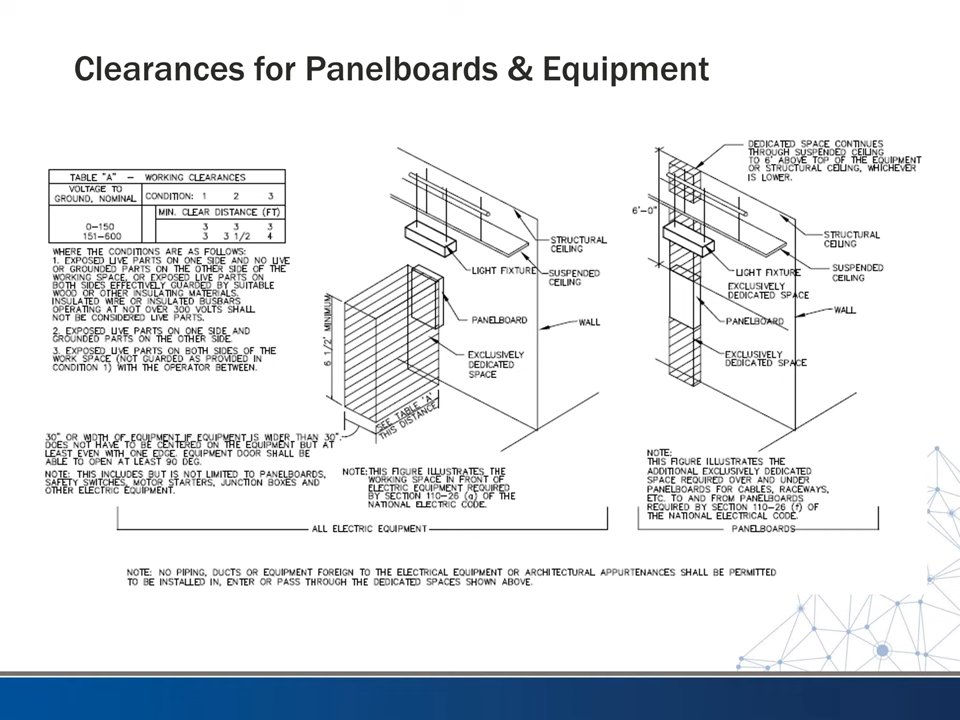 Clearances for Panelboards & Equipment
TABLE "A" – WORKING CLEARANCES
VOLTAGE TO
GROUND, NOMINAL
CONDITION: 1 2 3
MIN. CLEAR DISTANCE (FT)
0–150 3 3 3
151–600 3 3 1/2 4
WHERE THE CONDITIONS ARE AS FOLLOWS:
1. EXPOSED LIVE PARTS ON ONE SIDE AND NO LIVE
OR GROUNDED PARTS ON THE OTHER SIDE OF THE
WORKING SPACE, OR EXPOSED LIVE PARTS ON
BOTH SIDES EFFECTIVELY GUARDED BY SUITABLE
WOOD OR OTHER INSULATING MATERIALS.
INSULATED WIRE OR INSULATED BUSBARS
OPERATING AT NOT OVER 300 VOLTS SHALL
NOT BE CONSIDERED LIVE PARTS.
2. EXPOSED LIVE PARTS ON ONE SIDE AND
GROUNDED PARTS ON THE OTHER SIDE.
3. EXPOSED LIVE PARTS ON BOTH SIDES OF THE
WORK SPACE (NOT GUARDED AS PROVIDED IN
CONDITION 1) WITH THE OPERATOR BETWEEN.
30" OR WIDTH OF EQUIPMENT IF EQUIPMENT IS WIDER THAN 30".
DOES NOT HAVE TO BE CENTERED ON THE EQUIPMENT BUT AT
LEAST EVEN WITH ONE EDGE. EQUIPMENT DOOR SHALL BE
ABLE TO OPEN AT LEAST 90 DEG.
NOTE: THIS INCLUDES BUT IS NOT LIMITED TO PANELBOARDS,
SAFETY SWITCHES, MOTOR STARTERS, JUNCTION BOXES AND
OTHER ELECTRIC EQUIPMENT.
STRUCTURAL
CEILING
LIGHT FIXTURE
SUSPENDED
CEILING
PANELBOARD
WALL
EXCLUSIVELY
DEDICATED
SPACE
6 1/2' MINIMUM
SEE TABLE "A"
THIS DISTANCE
NOTE:THIS FIGURE ILLUSTRATES THE
WORKING SPACE IN FRONT OF
ELECTRIC EQUIPMENT REQUIRED
BY SECTION 110–26 (a) OF THE
NATIONAL ELECTRIC CODE.
ALL ELECTRIC EQUIPMENT
DEDICATED SPACE CONTINUES
THROUGH SUSPENDED CEILING
TO 6' ABOVE TOP OF THE EQUIPMENT
OR STRUCTURAL CEILING, WHICHEVER
IS LOWER.
6'–0"
STRUCTURAL
CEILING
LIGHT FIXTURE
SUSPENDED
CEILING
EXCLUSIVELY
DEDICATED SPACE
WALL
PANELBOARD
EXCLUSIVELY
DEDICATED SPACE
NOTE:
THIS FIGURE ILLUSTRATES THE
ADDITIONAL EXCLUSIVELY DEDICATED
SPACE REQUIRED OVER AND UNDER
PANELBOARDS FOR CABLES, RACEWAYS,
ETC. TO AND FROM PANELBOARDS
REQUIRED BY SECTION 110–26 (f) OF
THE NATIONAL ELECTRICAL CODE.
PANELBOARDS
NOTE: NO PIPING, DUCTS OR EQUIPMENT FOREIGN TO THE ELECTRICAL EQUIPMENT OR ARCHITECTURAL APPURTENANCES SHALL BE PERMITTED
TO BE INSTALLED IN, ENTER OR PASS THROUGH THE DEDICATED SPACES SHOWN ABOVE.